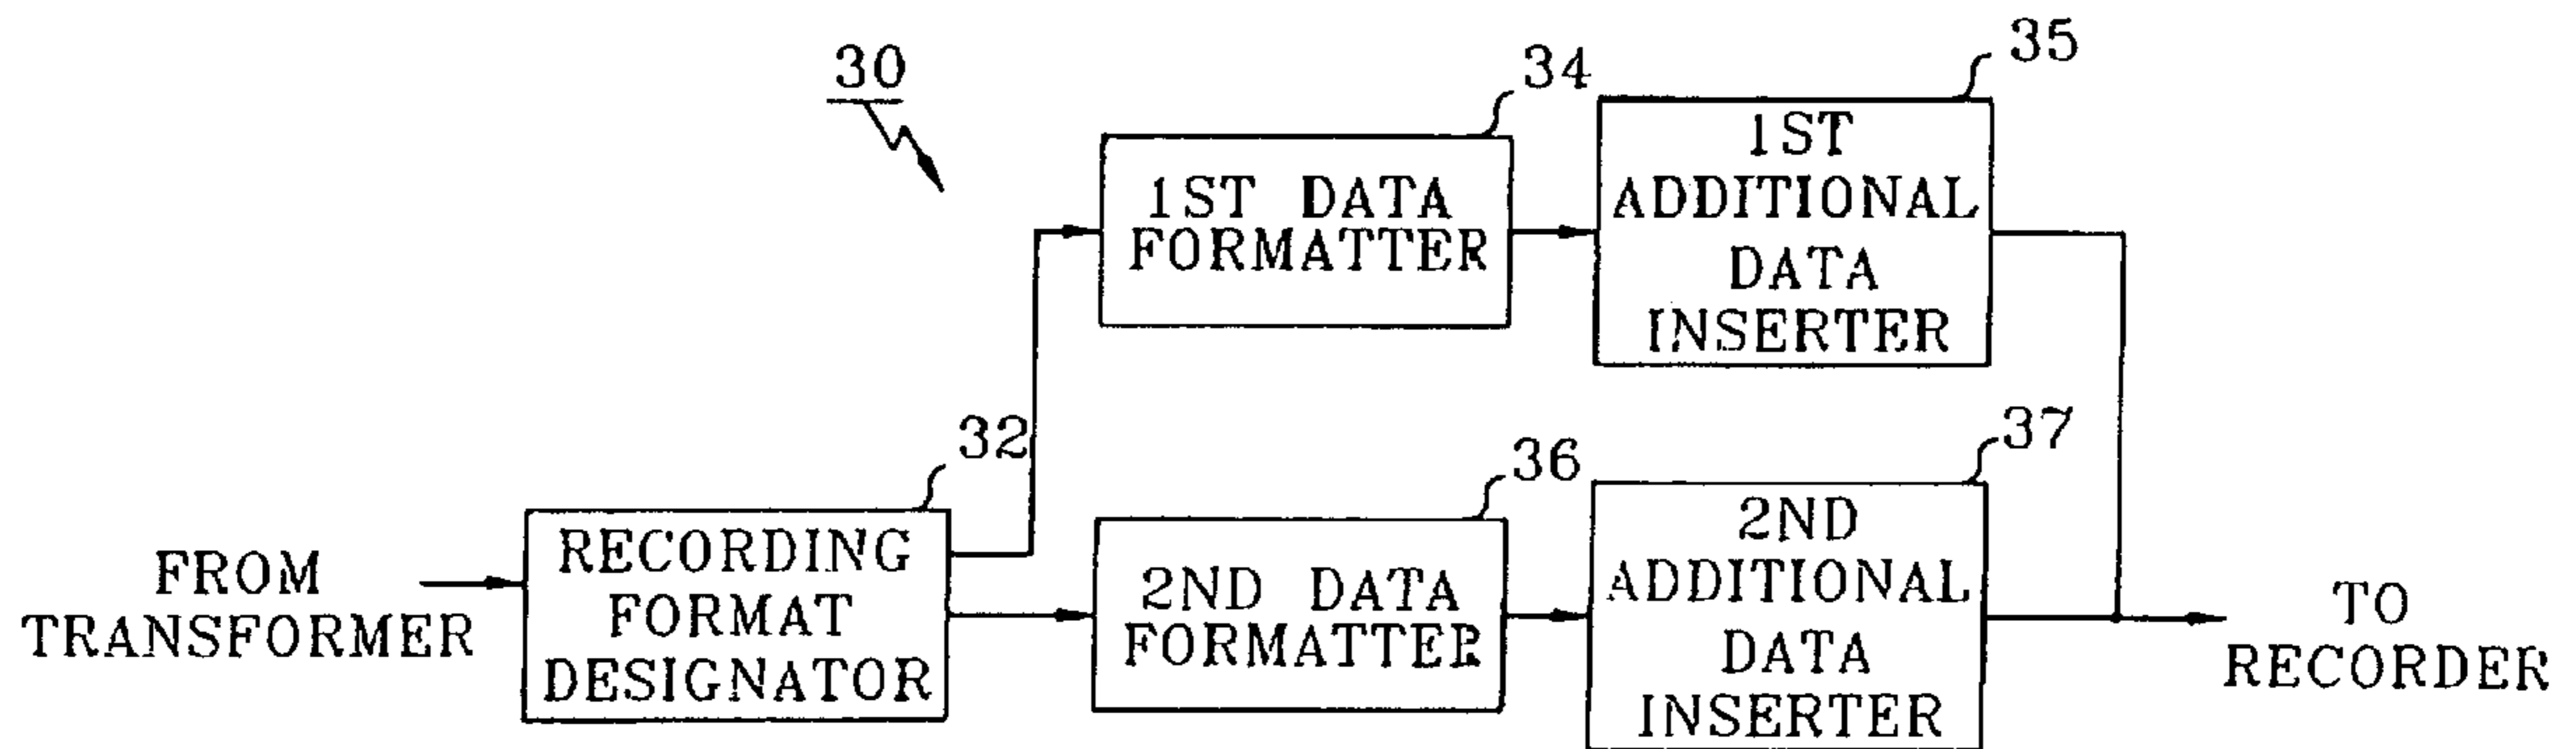 30
34
35
1ST DATA
FORMATTER
1ST
ADDITIONAL
DATA
INSERTER
32
36
37
FROM
TRANSFORMER
RECORDING
FORMAT
DESIGNATOR
2ND DATA
FORMATTER
2ND
ADDITIONAL
DATA
INSERTER
TO
RECORDER